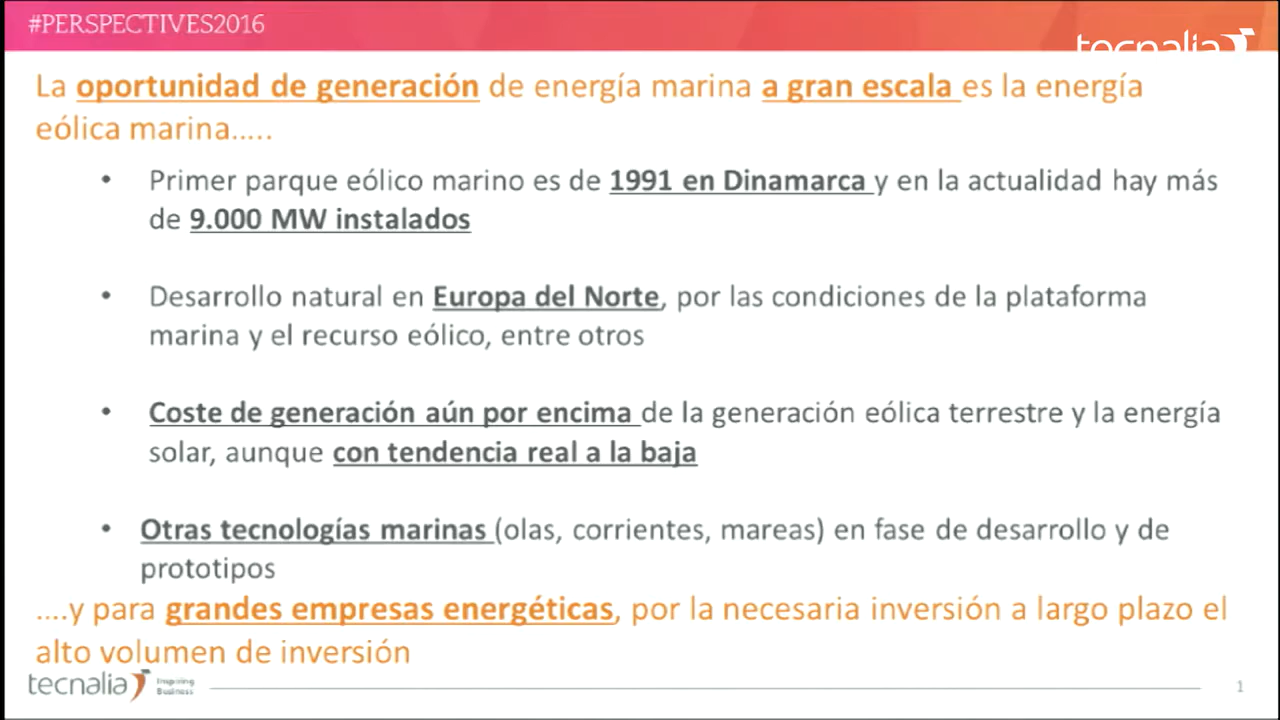 #PERSPECTIVES2016
tecnalia
La oportunidad de generación de energía marina a gran escala es la energía
eólica marina.....
• Primer parque eólico marino es de 1991 en Dinamarca y en la actualidad hay más
de 9.000 MW instalados
• Desarrollo natural en Europa del Norte, por las condiciones de la plataforma
marina y el recurso eólico, entre otros
• Coste de generación aún por encima de la generación eólica terrestre y la energía
solar, aunque con tendencia real a la baja
• Otras tecnologías marinas (olas, corrientes, mareas) en fase de desarrollo y de
prototipos
....y para grandes empresas energéticas, por la necesaria inversión a largo plazo el
alto volumen de inversión
tecnalia
Inspiring
Business
1